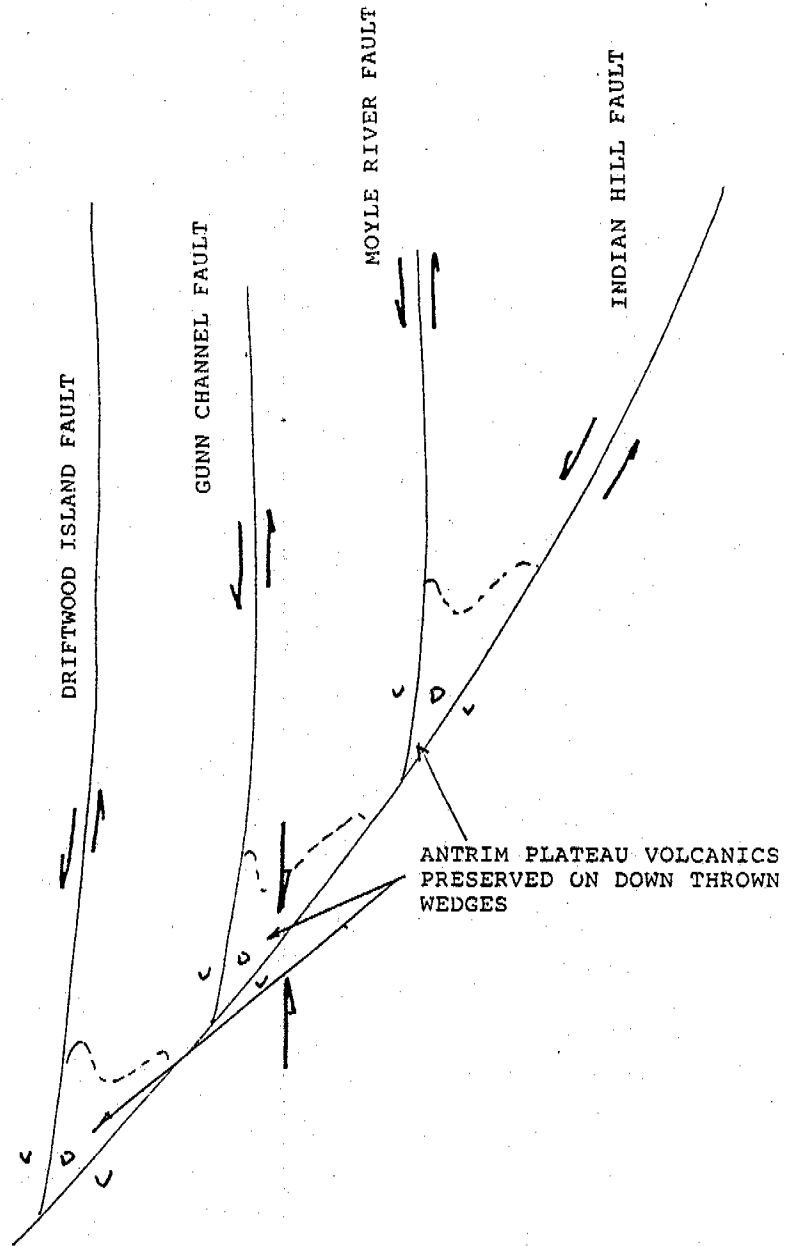 DRIFTWOOD ISLAND FAULT
GUNN CHANNEL FAULT
MOYLE RIVER FAULT
INDIAN HILL FAULT
ANTRIM PLATEAU VOLCANICS
PRESERVED ON DOWN THROWN
WEDGES